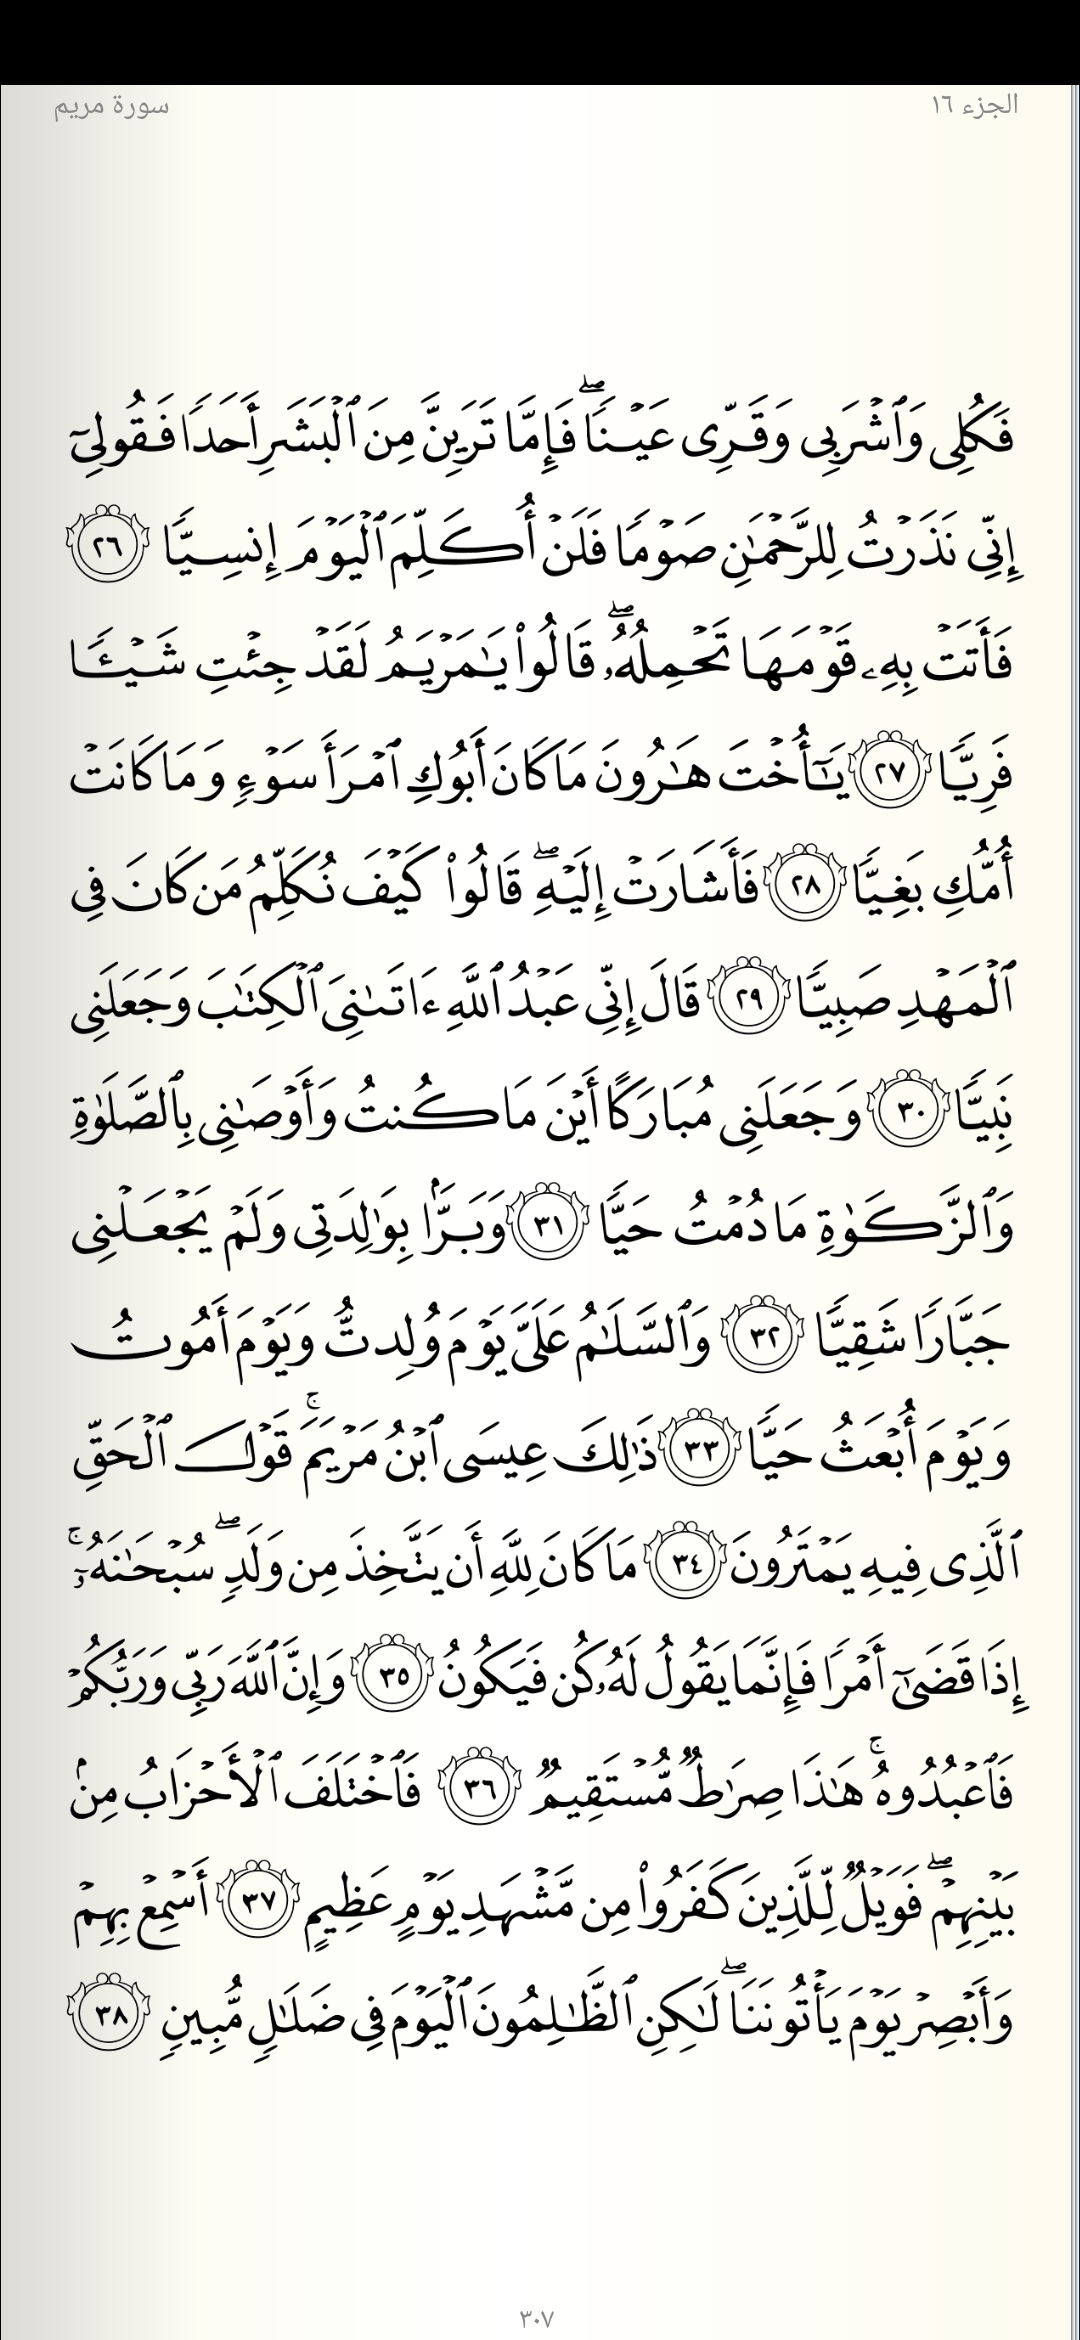 سورة مريم
الجزء ١٦
فَكُلِى وَٱشْرَبِى وَقَرِّى عَيْنًا ۖ فَإِمَّا تَرَيِنَّ مِنَ ٱلْبَشَرِ أَحَدًا فَقُولِىٓ
إِنِّى نَذَرْتُ لِلرَّحْمَٰنِ صَوْمًا فَلَنْ أُكَلِّمَ ٱلْيَوْمَ إِنسِيًّا ٢٦
فَأَتَتْ بِهِۦ قَوْمَهَا تَحْمِلُهُۥ ۖ قَالُوا۟ يَٰمَرْيَمُ لَقَدْ جِئْتِ شَيْـًٔا
فَرِيًّا ٢٧ يَٰٓأُخْتَ هَٰرُونَ مَا كَانَ أَبُوكِ ٱمْرَأَ سَوْءٍ وَمَا كَانَتْ
أُمُّكِ بَغِيًّا ٢٨ فَأَشَارَتْ إِلَيْهِ ۖ قَالُوا۟ كَيْفَ نُكَلِّمُ مَن كَانَ فِى
ٱلْمَهْدِ صَبِيًّا ٢٩ قَالَ إِنِّى عَبْدُ ٱللَّهِ ءَاتَىٰنِىَ ٱلْكِتَٰبَ وَجَعَلَنِى
نَبِيًّا ٣٠ وَجَعَلَنِى مُبَارَكًا أَيْنَ مَا كُنتُ وَأَوْصَٰنِى بِٱلصَّلَوٰةِ
وَٱلزَّكَوٰةِ مَا دُمْتُ حَيًّا ٣١ وَبَرًّۢا بِوَٰلِدَتِى وَلَمْ يَجْعَلْنِى
جَبَّارًا شَقِيًّا ٣٢ وَٱلسَّلَٰمُ عَلَىَّ يَوْمَ وُلِدتُّ وَيَوْمَ أَمُوتُ
وَيَوْمَ أُبْعَثُ حَيًّا ٣٣ ذَٰلِكَ عِيسَى ٱبْنُ مَرْيَمَ ۚ قَوْلَ ٱلْحَقِّ
ٱلَّذِى فِيهِ يَمْتَرُونَ ٣٤ مَا كَانَ لِلَّهِ أَن يَتَّخِذَ مِن وَلَدٍ ۖ سُبْحَٰنَهُۥٓ ۚ
إِذَا قَضَىٰٓ أَمْرًا فَإِنَّمَا يَقُولُ لَهُۥ كُن فَيَكُونُ ٣٥ وَإِنَّ ٱللَّهَ رَبِّى وَرَبُّكُمْ
فَٱعْبُدُوهُ ۚ هَٰذَا صِرَٰطٌ مُّسْتَقِيمٌ ٣٦ فَٱخْتَلَفَ ٱلْأَحْزَابُ مِنۢ
بَيْنِهِمْ ۖ فَوَيْلٌ لِّلَّذِينَ كَفَرُوا۟ مِن مَّشْهَدِ يَوْمٍ عَظِيمٍ ٣٧ أَسْمِعْ بِهِمْ
وَأَبْصِرْ يَوْمَ يَأْتُونَنَا ۖ لَٰكِنِ ٱلظَّٰلِمُونَ ٱلْيَوْمَ فِى ضَلَٰلٍ مُّبِينٍ ٣٨
٣٠٧